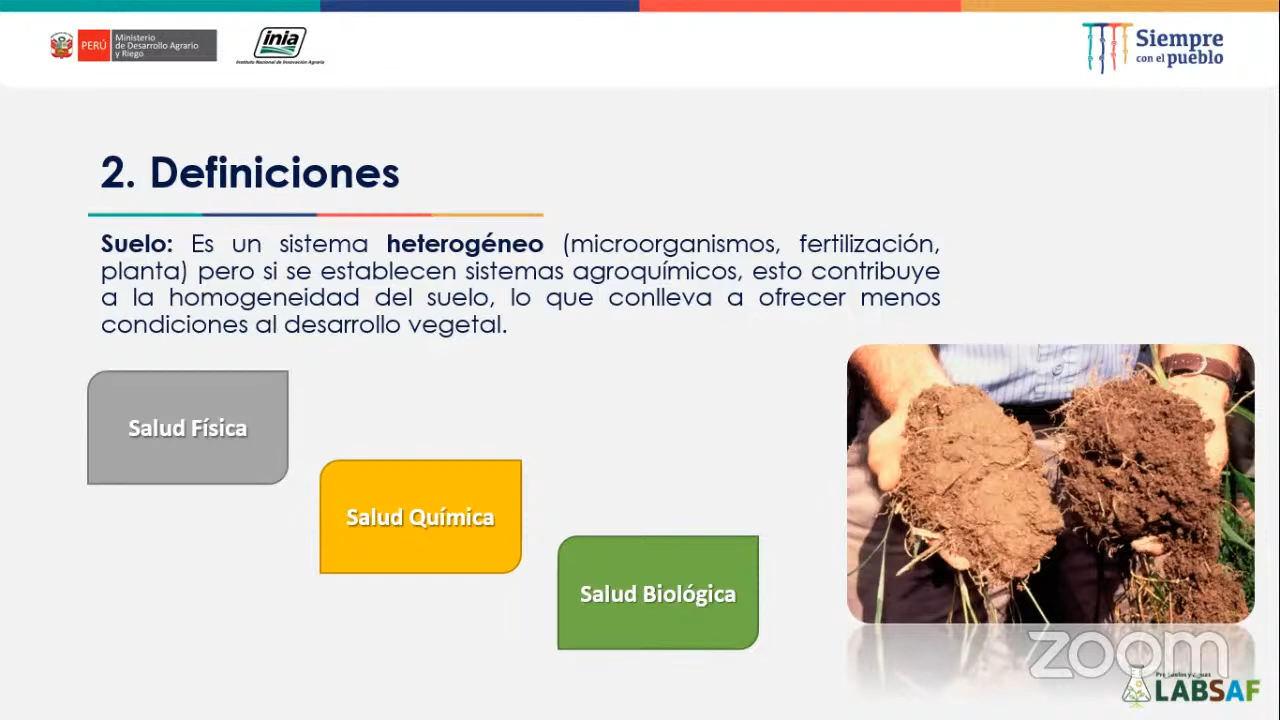 PERÚ
Ministerio
de Desarrollo Agrario
y Riego
inia
Instituto Nacional de Innovación Agraria
Siempre
con el pueblo
2. Definiciones
Suelo: Es un sistema heterogéneo (microorganismos, fertilización,
planta) pero si se establecen sistemas agroquímicos, esto contribuye
a la homogeneidad del suelo, lo que conlleva a ofrecer menos
condiciones al desarrollo vegetal.
Salud Física
Salud Química
Salud Biológica
zoom
LABSAF